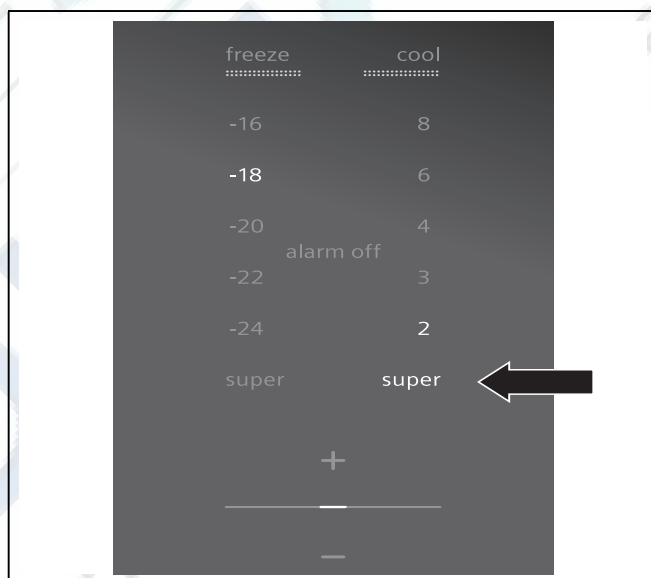 freeze cool
-16 8
-18 6
-20 4
alarm off
-22 3
-24 2
super super
+
−